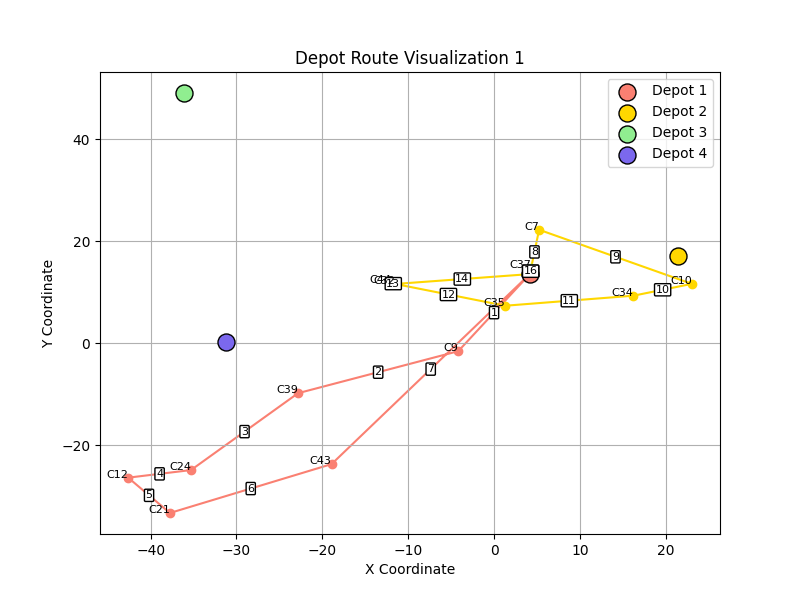 Depot Route Visualization 1
Depot 1
Depot 2
Depot 3
Depot 4
Y Coordinate
40
20
0
−20
C7
8
9
C37
16
C10
14
13
12
10
C34
11
C35
1
C9
7
2
C39
3
C43
C24
4
C12
5
6
C21
−40
−30
−20
−10
0
10
20
X Coordinate